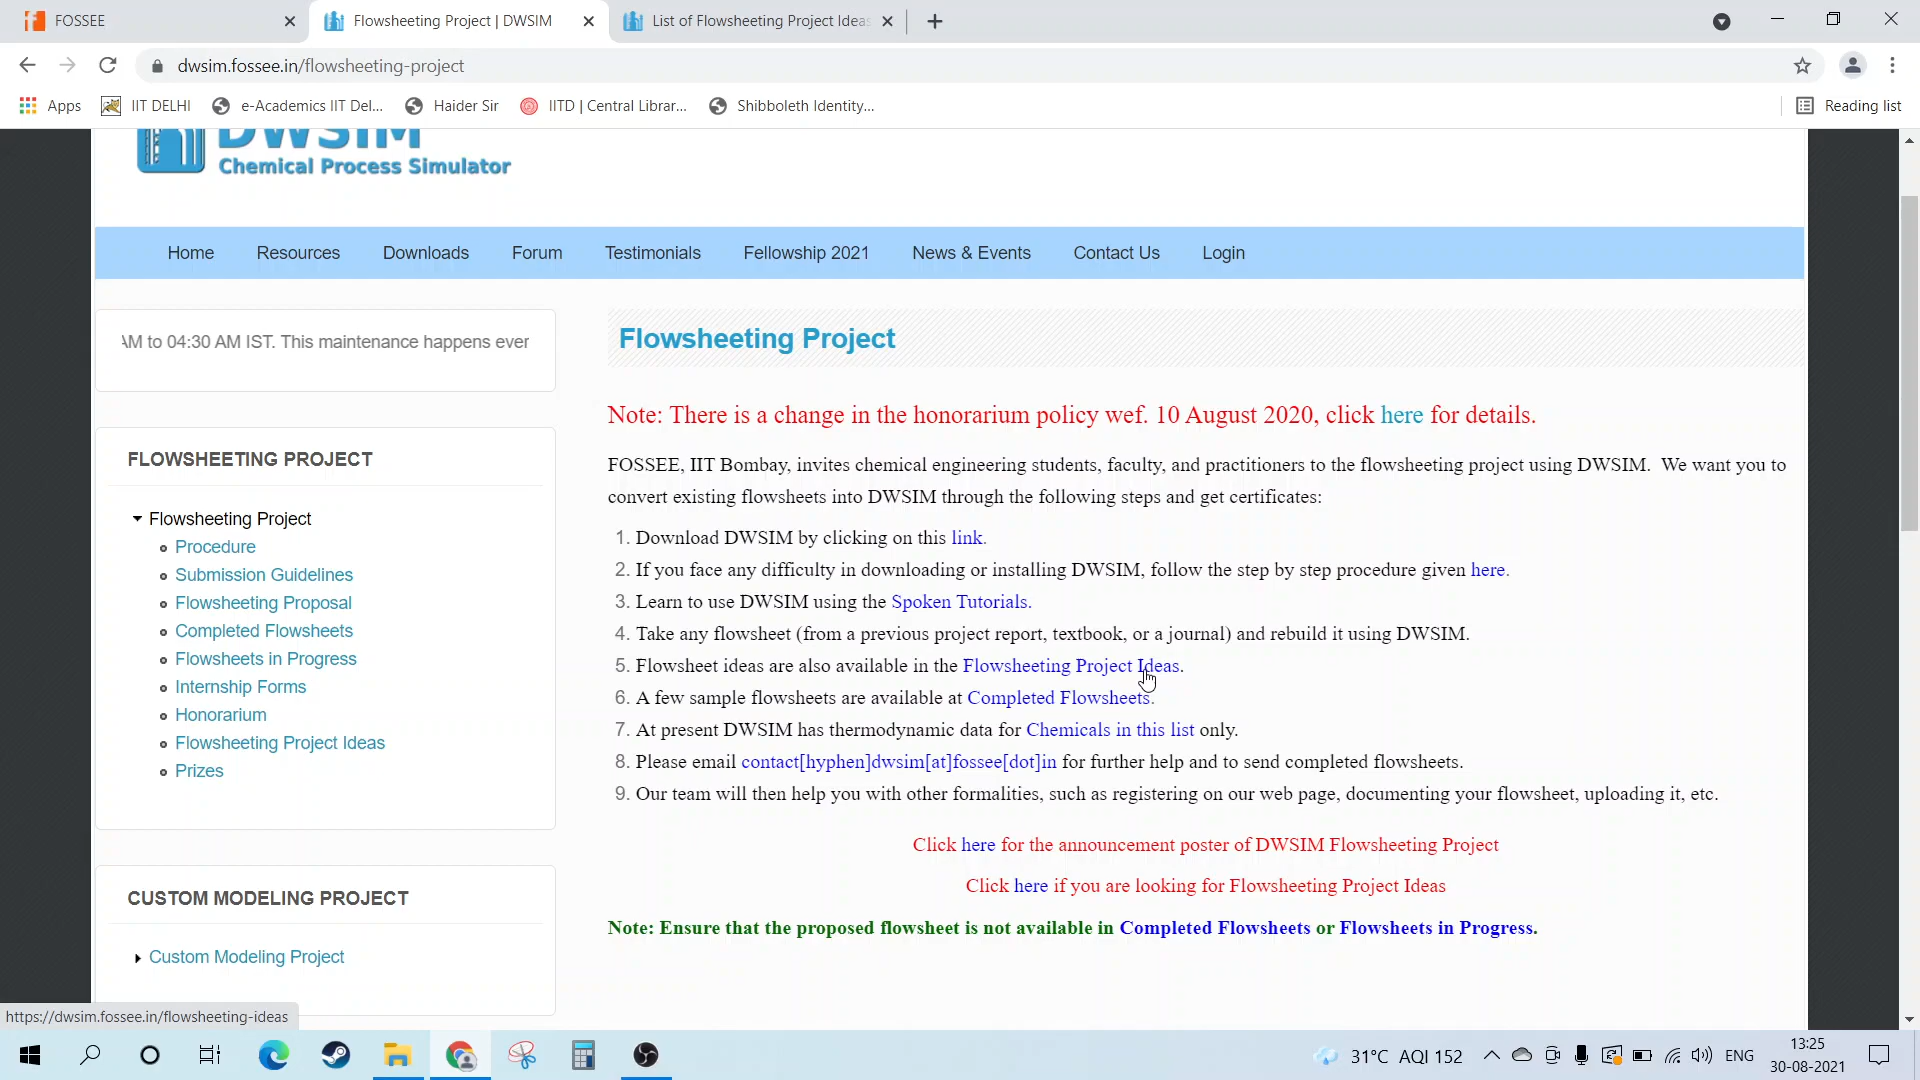 FOSSEE
Flowsheeting Project | DWSIM
List of Flowsheeting Project Ideas
dwsim.fossee.in/flowsheeting-project
Apps
IIT DELHI
e-Academics IIT Del...
Haider Sir
IITD | Central Librar...
Shibboleth Identity...
Reading list
DWSIM
Chemical Process Simulator
Home
Resources
Downloads
Forum
Testimonials
Fellowship 2021
News & Events
Contact Us
Login
AM to 04:30 AM IST. This maintenance happens ever
FLOWSHEETING PROJECT
Flowsheeting Project
Procedure
Submission Guidelines
Flowsheeting Proposal
Completed Flowsheets
Flowsheets in Progress
Internship Forms
Honorarium
Flowsheeting Project Ideas
Prizes
CUSTOM MODELING PROJECT
Custom Modeling Project
Flowsheeting Project
Note: There is a change in the honorarium policy wef. 10 August 2020, click here for details.
FOSSEE, IIT Bombay, invites chemical engineering students, faculty, and practitioners to the flowsheeting project using DWSIM. We want you to
convert existing flowsheets into DWSIM through the following steps and get certificates:
1. Download DWSIM by clicking on this link.
2. If you face any difficulty in downloading or installing DWSIM, follow the step by step procedure given here.
3. Learn to use DWSIM using the Spoken Tutorials.
4. Take any flowsheet (from a previous project report, textbook, or a journal) and rebuild it using DWSIM.
5. Flowsheet ideas are also available in the Flowsheeting Project Ideas.
6. A few sample flowsheets are available at Completed Flowsheets.
7. At present DWSIM has thermodynamic data for Chemicals in this list only.
8. Please email contact[hyphen]dwsim[at]fossee[dot]in for further help and to send completed flowsheets.
9. Our team will then help you with other formalities, such as registering on our web page, documenting your flowsheet, uploading it, etc.
Click here for the announcement poster of DWSIM Flowsheeting Project
Click here if you are looking for Flowsheeting Project Ideas
Note: Ensure that the proposed flowsheet is not available in Completed Flowsheets or Flowsheets in Progress.
https://dwsim.fossee.in/flowsheeting-ideas
31°C AQI 152
ENG
13:25
30-08-2021